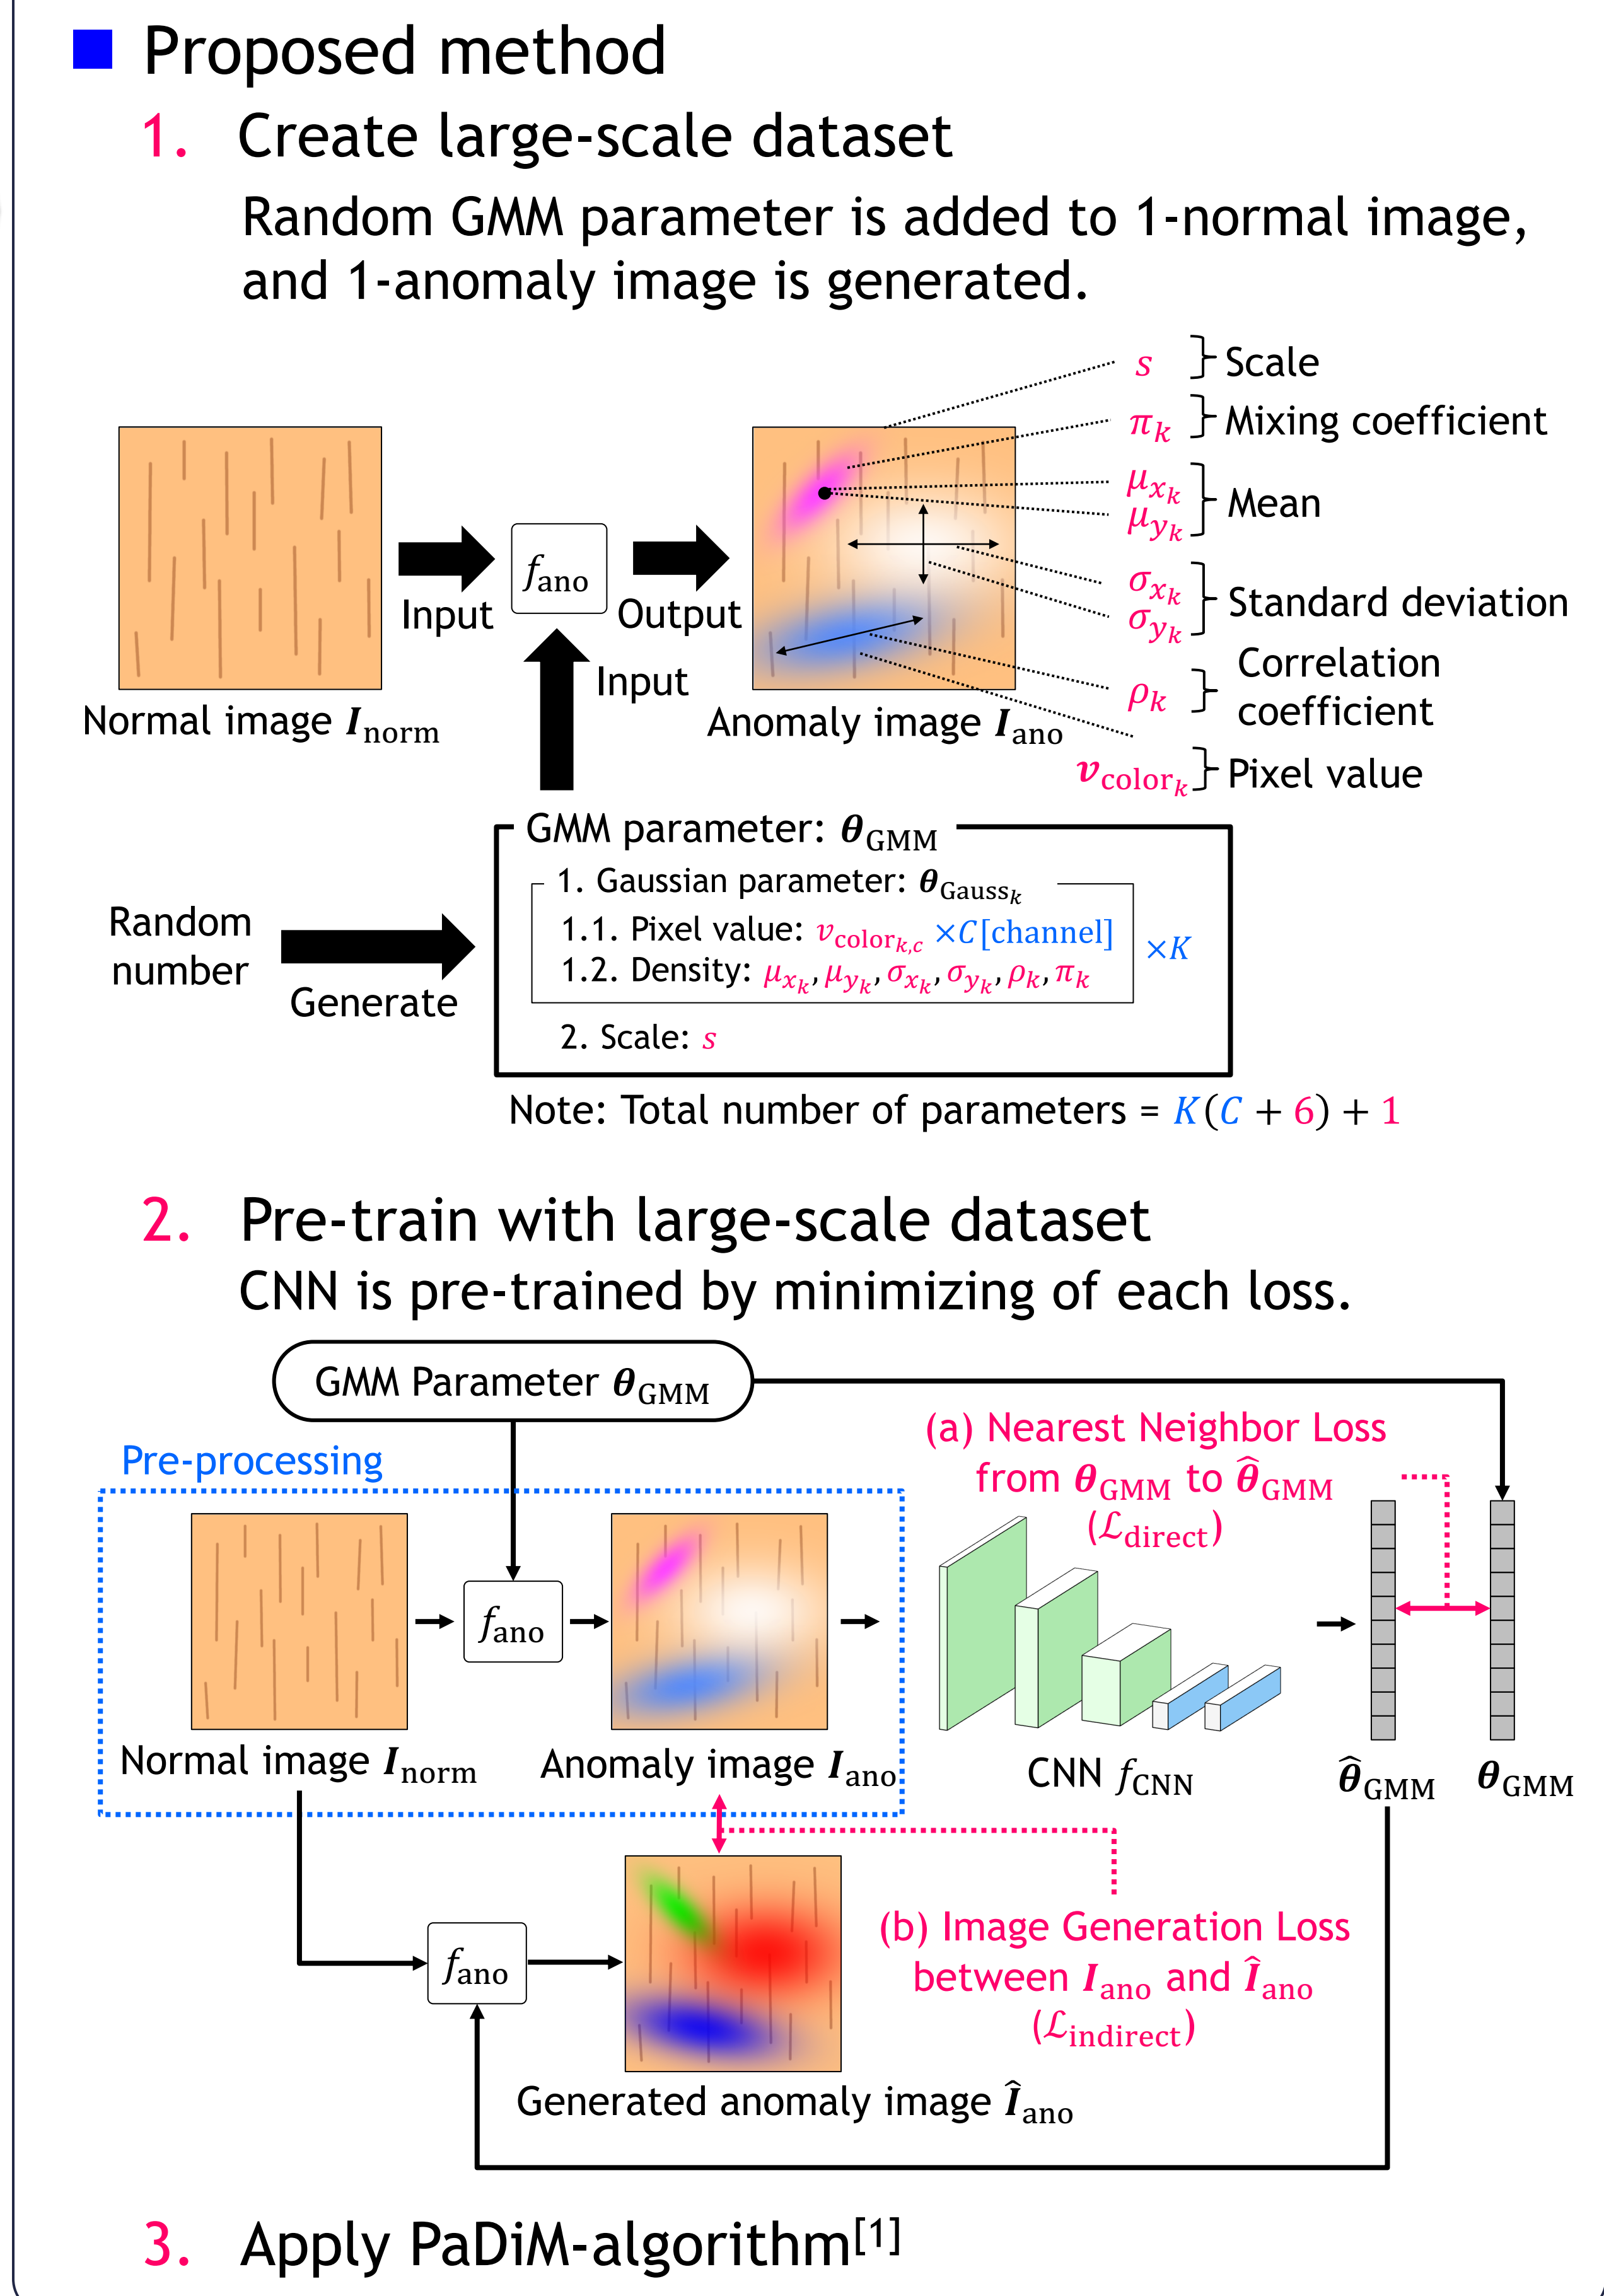 Proposed method
1. Create large-scale dataset
Random GMM parameter is added to 1-normal image,
and 1-anomaly image is generated.
s } Scale
π_k } Mixing coefficient
μ_{x_k}
μ_{y_k} } Mean
σ_{x_k}
σ_{y_k} } Standard deviation
ρ_k } Correlation
coefficient
v_{color_k} } Pixel value
Input
f_ano
Output
Input
Normal image I_norm
Anomaly image I_ano
Random
number
Generate
GMM parameter: θ_GMM
1. Gaussian parameter: θ_{Gauss_k}
1.1. Pixel value: v_{color_{k,c}} ×C[channel]
1.2. Density: μ_{x_k}, μ_{y_k}, σ_{x_k}, σ_{y_k}, ρ_k, π_k
×K
2. Scale: s
Note: Total number of parameters = K(C + 6) + 1
2. Pre-train with large-scale dataset
CNN is pre-trained by minimizing of each loss.
GMM Parameter θ_GMM
Pre-processing
(a) Nearest Neighbor Loss
from θ_GMM to θ̂_GMM
(ℒ_direct)
f_ano
Normal image I_norm
Anomaly image I_ano
CNN f_CNN
θ̂_GMM
θ_GMM
f_ano
(b) Image Generation Loss
between I_ano and Î_ano
(ℒ_indirect)
Generated anomaly image Î_ano
3. Apply PaDiM-algorithm[1]